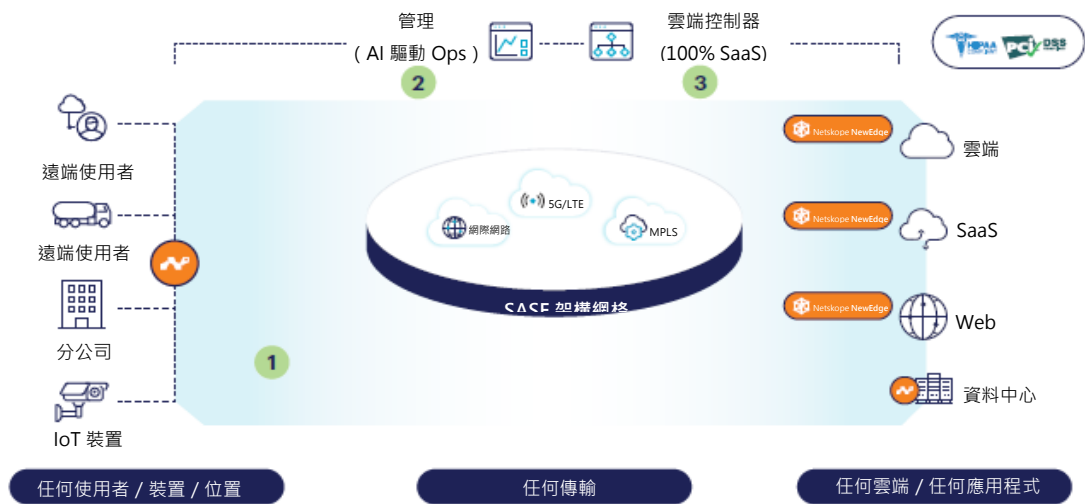 管理
( AI 驅動 Ops )
2
雲端控制器
(100% SaaS)
3
HIPAA
PCI DSS
遠端使用者
遠端使用者
分公司
IoT 裝置
1
網際網路
5G/LTE
MPLS
SASE 架構網格
Netskope NewEdge
雲端
Netskope NewEdge
SaaS
Netskope NewEdge
Web
資料中心
任何使用者 / 裝置 / 位置
任何傳輸
任何雲端 / 任何應用程式